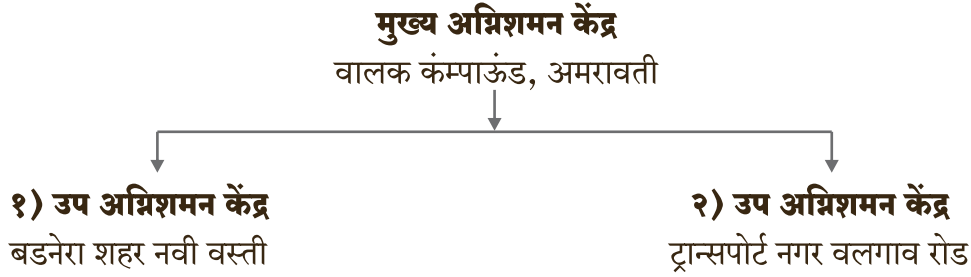 मुख्य अग्निशमन केंद्र
वालक कंम्पाऊंड, अमरावती
१) उप अग्निशमन केंद्र
बडनेरा शहर नवी वस्ती
२) उप अग्निशमन केंद्र
ट्रान्सपोर्ट नगर वलगाव रोड